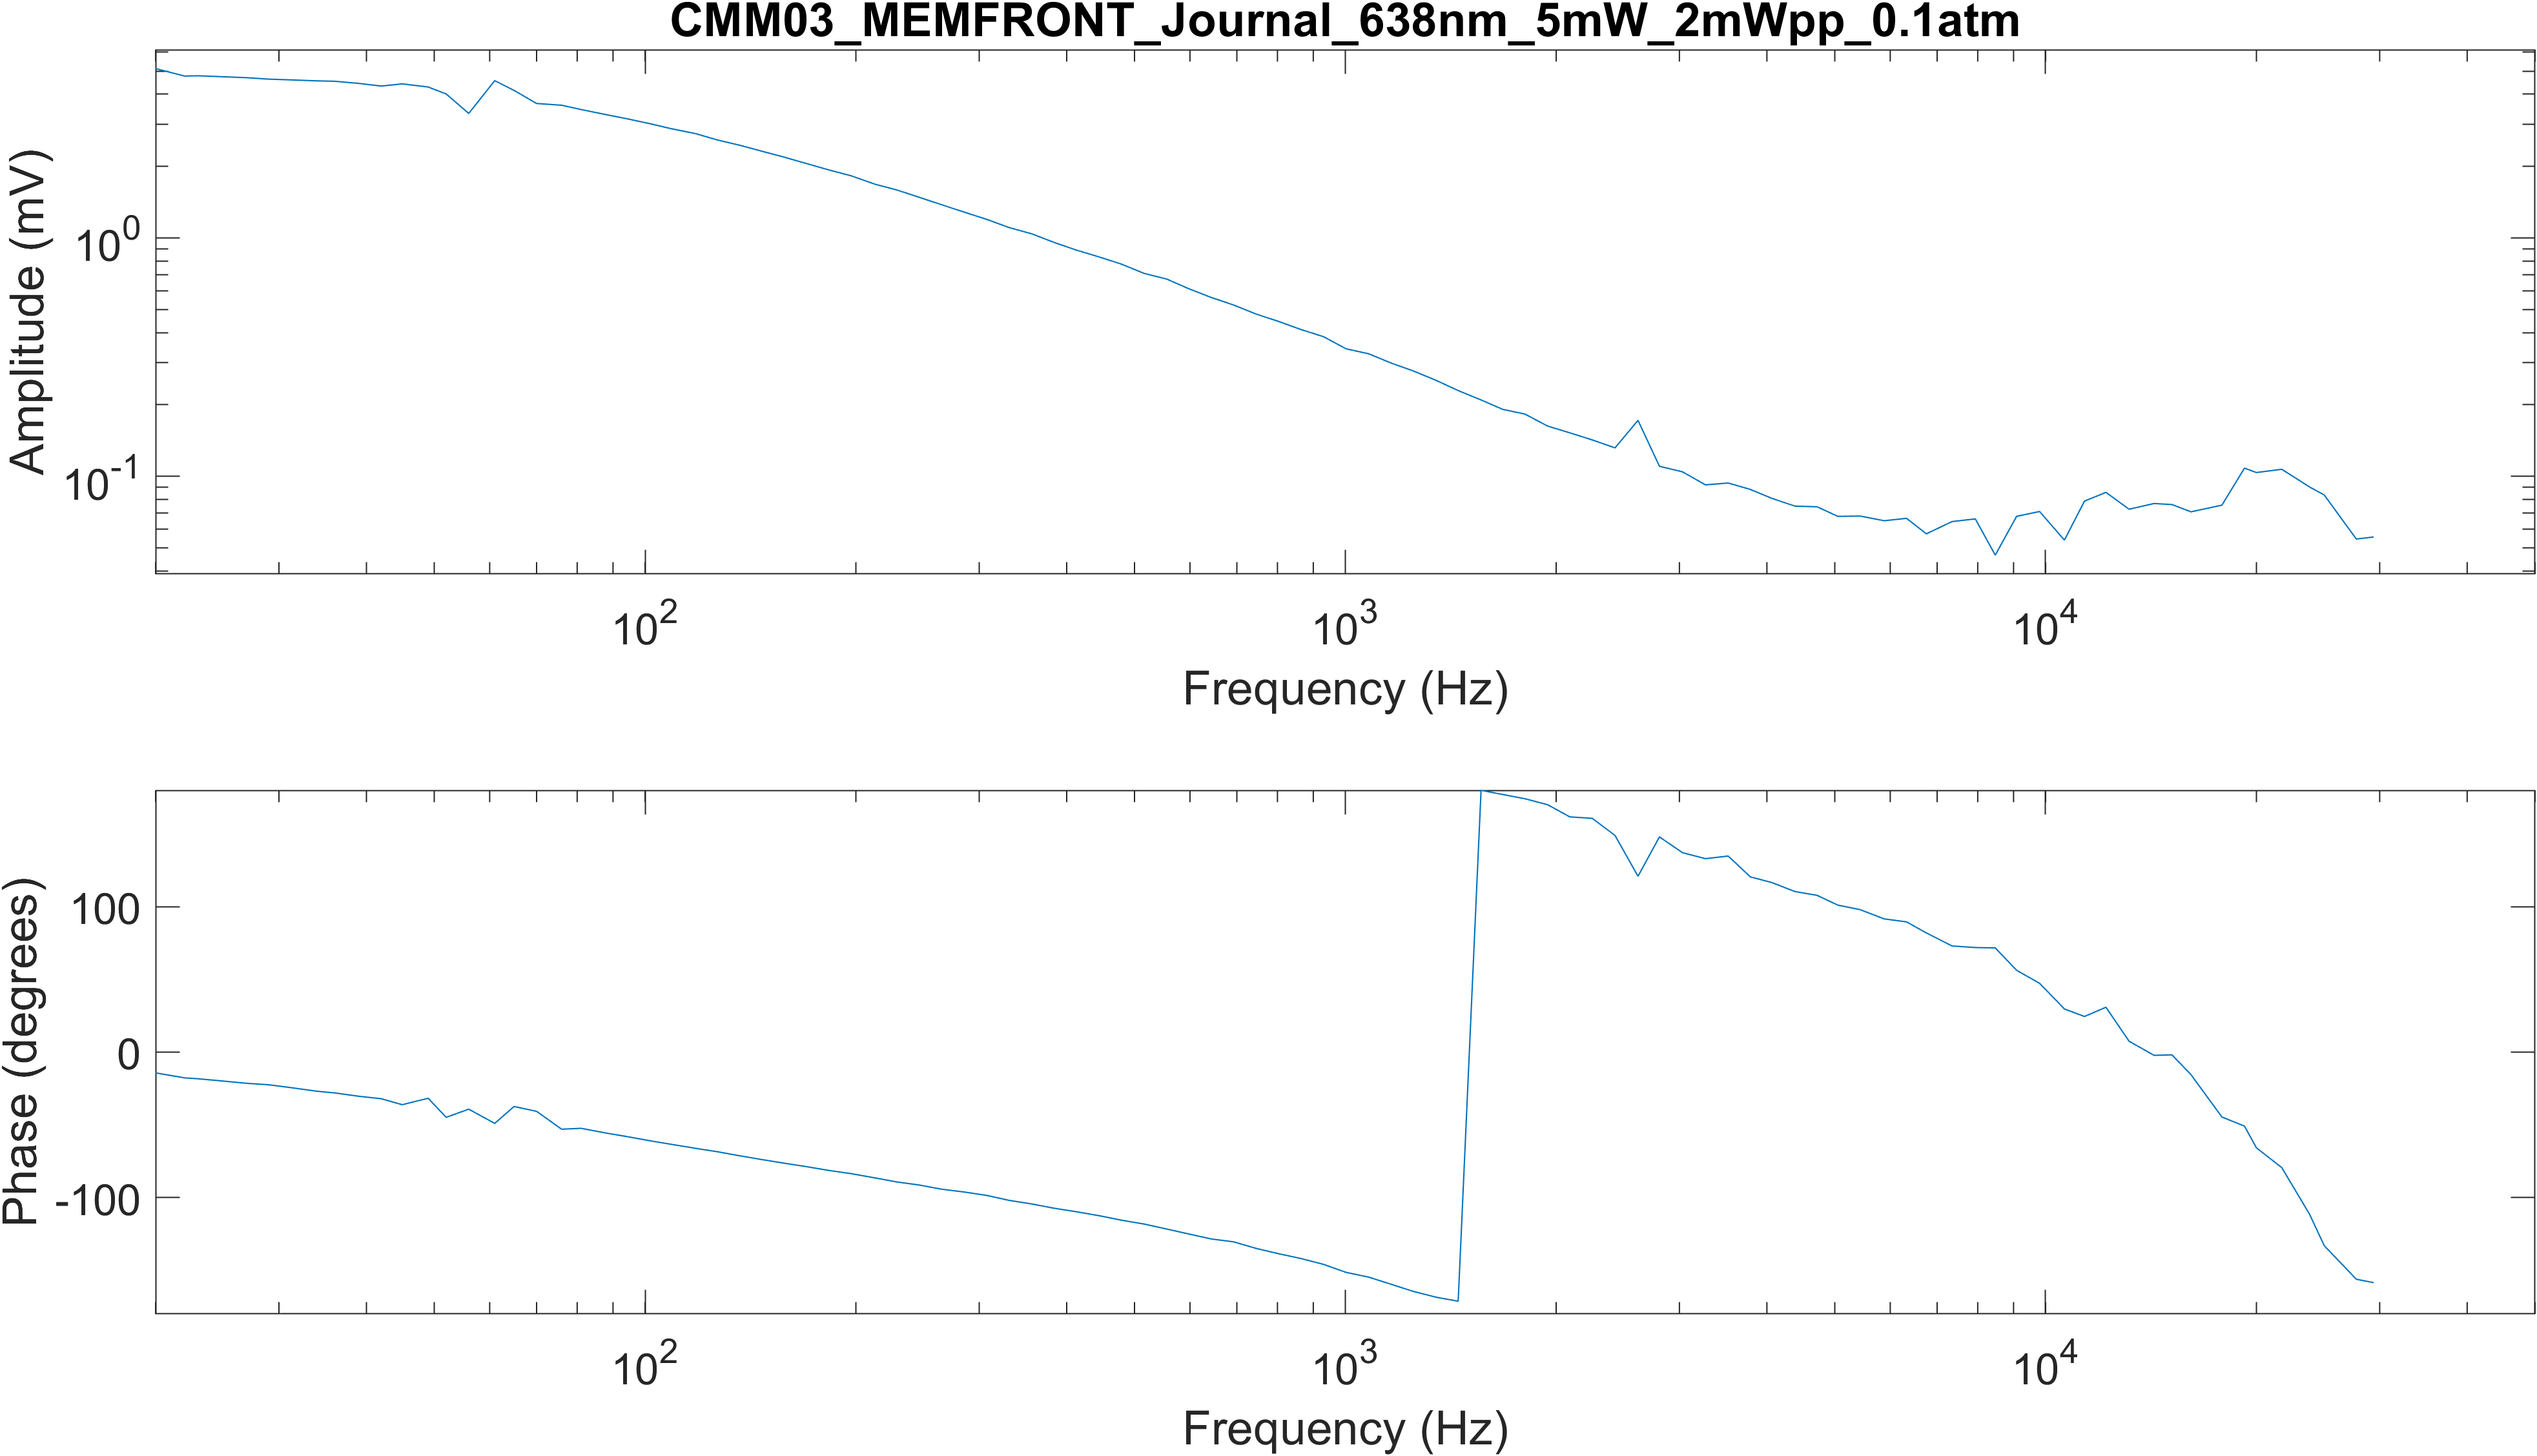 CMM03_MEMFRONT_Journal_638nm_5mW_2mWpp_0.1atm
Amplitude (mV)
10^0
10^-1
10^2 10^3 10^4
Frequency (Hz)
Phase (degrees)
100
0
-100
10^2 10^3 10^4
Frequency (Hz)